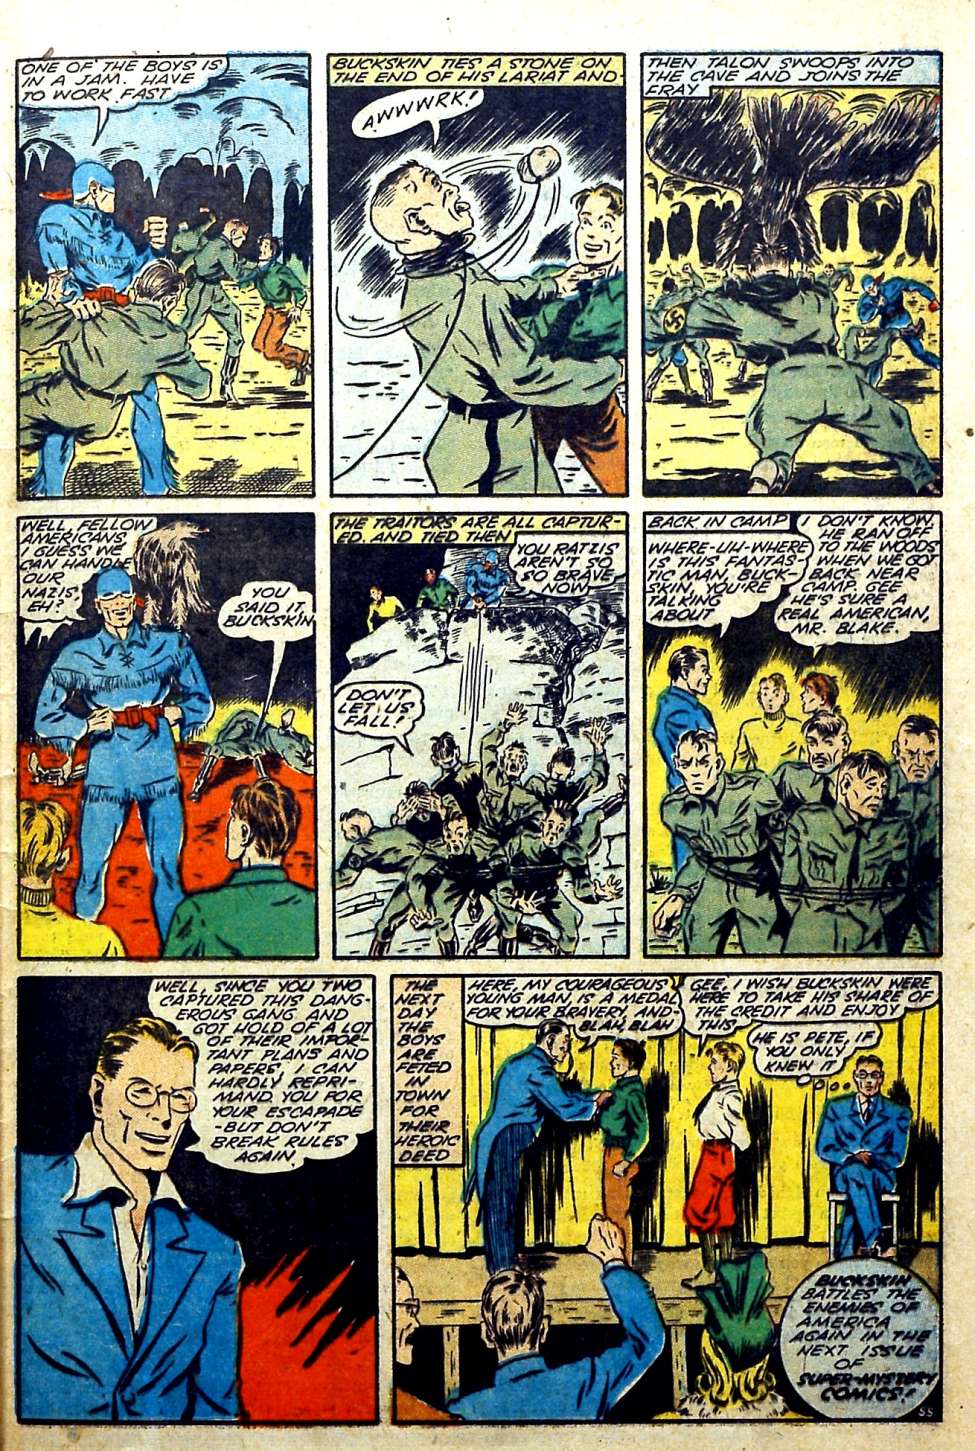 ONE OF THE BOYS IS
IN A JAM. HAVE
TO WORK FAST
BUCKSKIN TIES A STONE ON
THE END OF HIS LARIAT AND-
AWWWRK!
THEN TALON SWOOPS INTO
THE CAVE AND JOINS THE
FRAY
WELL, FELLOW
AMERICANS
I GUESS WE
CAN HANDLE
OUR
NAZIS,
EH?
YOU
SAID IT,
BUCKSKIN
THE TRAITORS ARE ALL CAPTUR-
ED, AND TIED THEN
YOU RATZIS
AREN'T SO
SO BRAVE
NOW
DON'T
LET US
FALL!
BACK IN CAMP
WHERE-UH-WHERE
IS THIS FANTAS-
TIC MAN, BUCK-
SKIN, YOU'RE
TALKING
ABOUT
I DON'T KNOW.
HE RAN OFF
TO THE WOODS
WHEN WE GOT
BACK NEAR
CAMP. GEE
HE'S SURE A
REAL AMERICAN,
MR. BLAKE.
WELL, SINCE YOU TWO
CAPTURED THIS DANG-
EROUS GANG AND
GOT HOLD OF A LOT
OF THEIR IMPOR-
TANT PLANS AND
PAPERS, I CAN
HARDLY REPRI-
MAND YOU FOR
YOUR ESCAPADE
-BUT DON'T
BREAK RULES
AGAIN.
THE
NEXT
DAY
THE
BOYS
ARE
FETED
IN
TOWN
FOR
THEIR
HEROIC
DEED
HERE, MY COURAGEOUS
YOUNG MAN, IS A MEDAL
FOR YOUR BRAVERY, AND-
BLAH, BLAH
GEE, I WISH BUCKSKIN WERE
HERE TO TAKE HIS SHARE OF
THE CREDIT AND ENJOY
THIS
HE IS PETE, IF
YOU ONLY
KNEW IT
BUCKSKIN
BATTLES THE
ENEMIES OF
AMERICA
AGAIN IN THE
NEXT ISSUE
OF
SUPER-MYSTERY
COMICS!
55